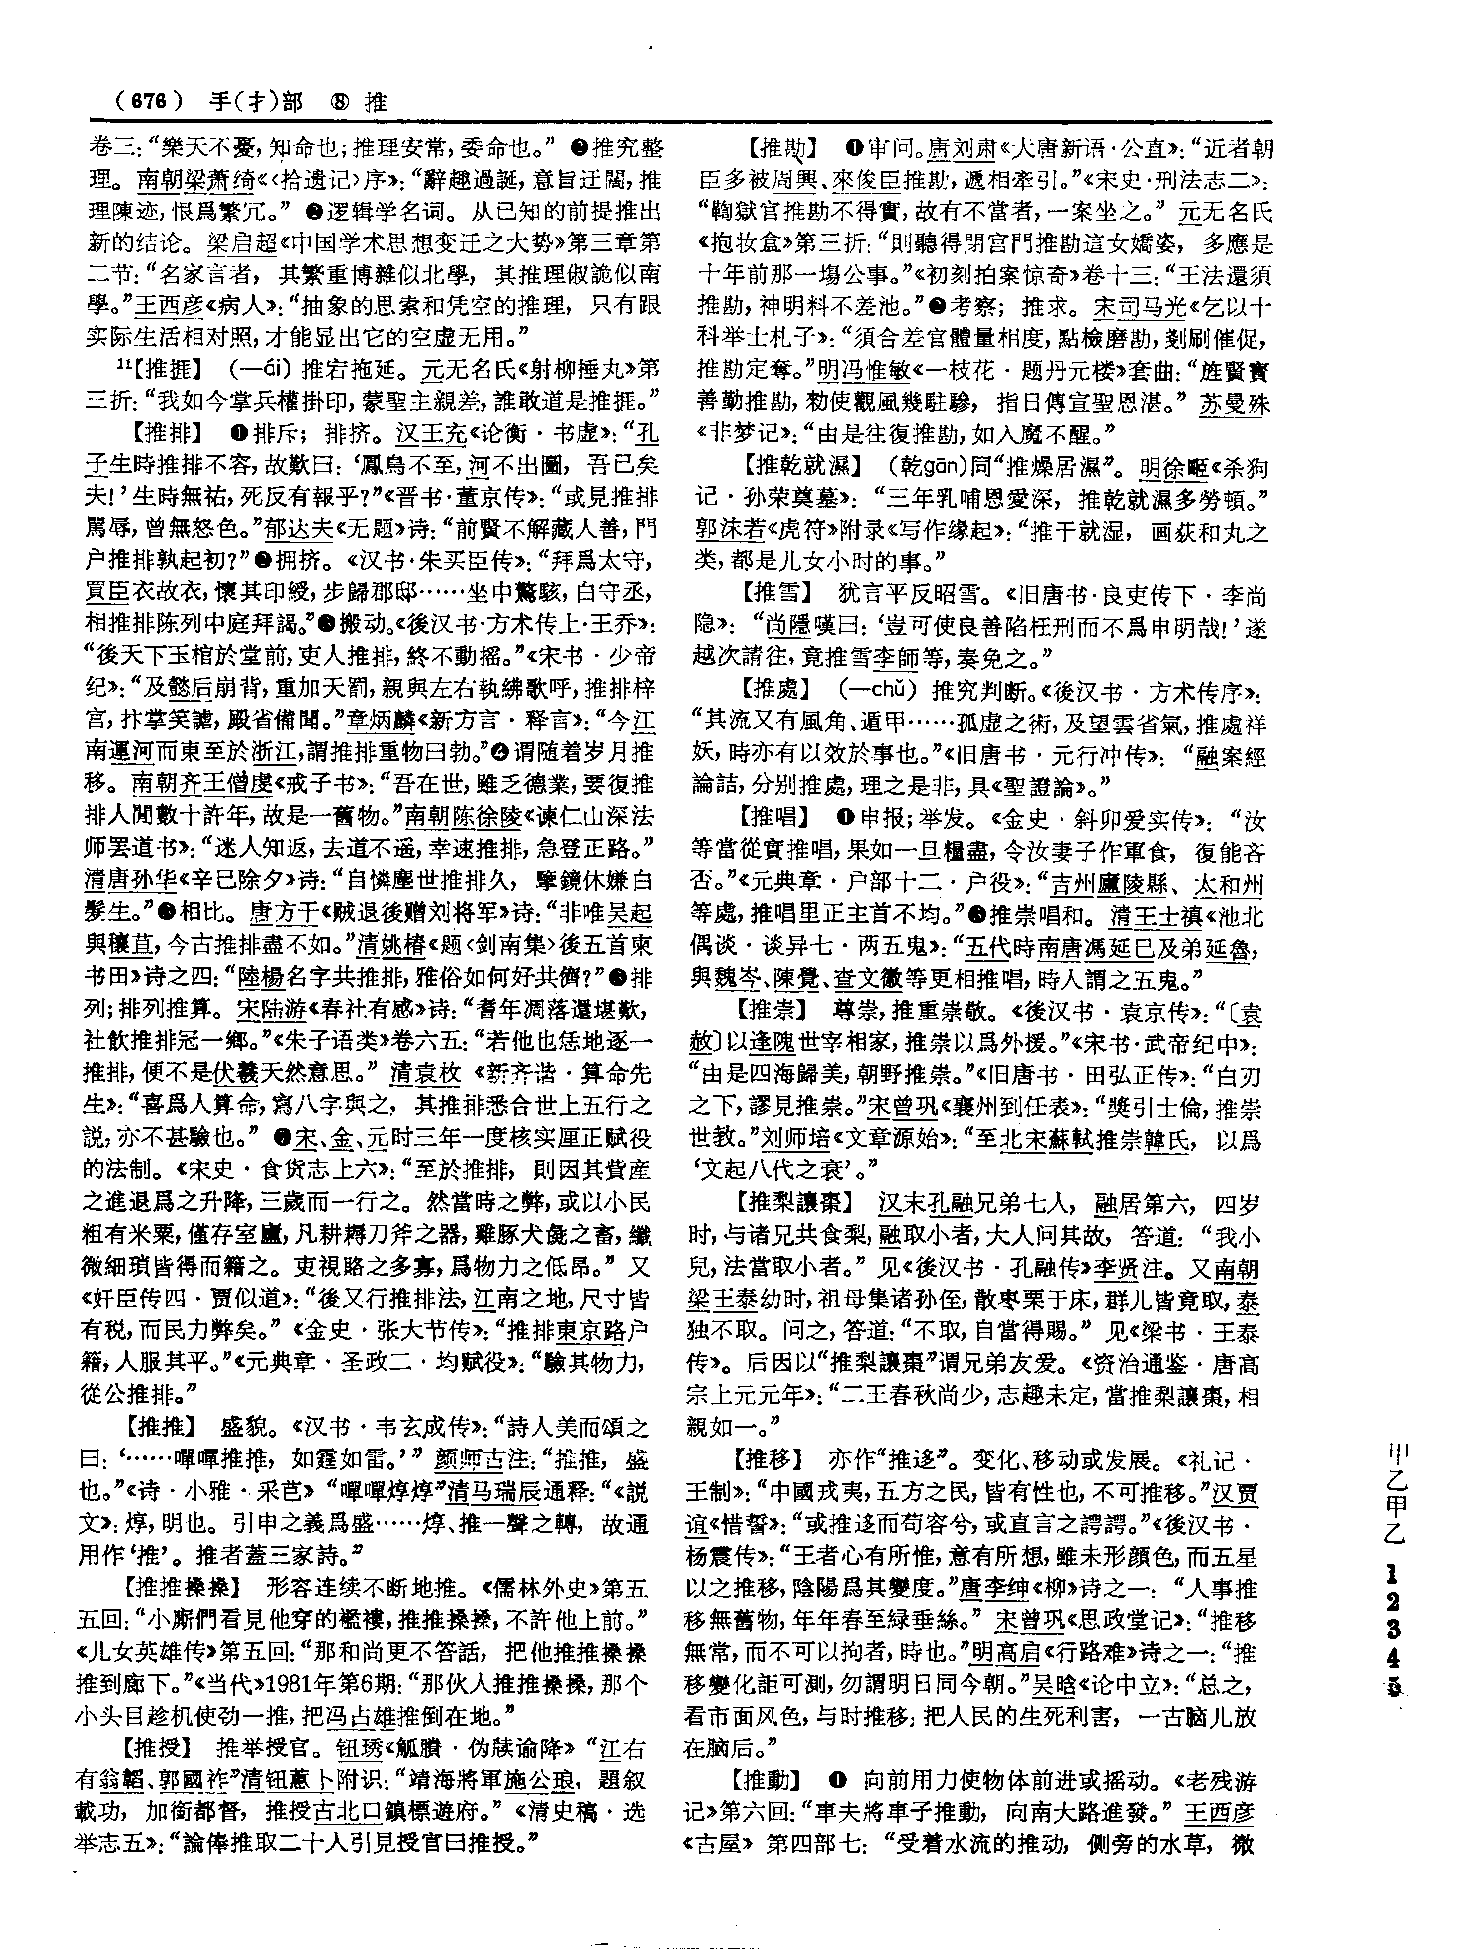 (676) 手(扌)部 ⑧ 推
卷三：“樂天不憂，知命也；推理安常，委命也。” ❷推究整
理。南朝梁萧绮《〈拾遗记〉序》：“辭趣過誕，意旨迂闊，推
理陳迹，恨爲繁冗。” ❸逻辑学名词。从已知的前提推出
新的结论。梁启超《中国学术思想变迁之大势》第三章第
二节：“名家言者，其繁重博雜似北學，其推理俶詭似南
學。”王西彦《病人》：“抽象的思索和凭空的推理，只有跟
实际生活相对照，才能显出它的空虚无用。”
11【推捱】 (—ái) 推宕拖延。元无名氏《射柳捶丸》第
三折：“我如今掌兵權掛印，蒙聖主親差，誰敢道是推捱。”
【推排】 ❶排斥；排挤。汉王充《论衡·书虚》：“孔
子生時推排不容，故歎曰：‘鳳鳥不至，河不出圖，吾已矣
夫！’生時無祐，死反有報乎？”《晋书·董京传》：“或見推排
駡辱，曾無怒色。”郁达夫《无题》诗：“前賢不解藏人善，門
户推排孰起初？”❷拥挤。《汉书·朱买臣传》：“拜爲太守，
買臣衣故衣，懷其印綬，步歸郡邸……坐中驚駭，白守丞，
相推排陈列中庭拜謁。”❸搬动。《後汉书·方术传上·王乔》：
“後天下玉棺於堂前，吏人推排，終不動摇。”《宋书·少帝
纪》：“及懿后崩背，重加天罰，親與左右執紼歌呼，推排梓
宫，抃掌笑謔，殿省備聞。”章炳麟《新方言·释言》：“今江
南運河而東至於浙江，謂推排重物曰勃。”❹谓随着岁月推
移。南朝齐王僧虔《戒子书》：“吾在世，雖乏德業，要復推
排人間數十許年，故是一舊物。”南朝陈徐陵《谏仁山深法
师罢道书》：“迷人知返，去道不遥，幸速推排，急登正路。”
清唐孙华《辛巳除夕》诗：“自憐塵世推排久，擥鏡休嫌白
髮生。”❺相比。唐方干《贼退後赠刘将军》诗：“非唯吴起
與穰苴，今古推排盡不如。”清姚椿《题〈剑南集〉後五首柬
书田》诗之四：“陸楊名字共推排，雅俗如何好共儕？”❻排
列；排列推算。宋陆游《春社有感》诗：“耆年凋落還堪歎，
社飲推排冠一鄉。”《朱子语类》卷六五：“若他也恁地逐一
推排，便不是伏羲天然意思。”清袁枚《新齐谐·算命先
生》：“喜爲人算命，寫八字與之，其推排悉合世上五行之
説，亦不甚驗也。” ❼宋、金、元时三年一度核实厘正赋役
的法制。《宋史·食货志上六》：“至於推排，則因其貲産
之進退爲之升降，三歲而一行之。然當時之弊，或以小民
粗有米粟，僅存室廬，凡耕耨刀斧之器，雞豚犬彘之畜，纖
微細瑣皆得而籍之。吏視賂之多寡，爲物力之低昂。”又
《奸臣传四·贾似道》：“後又行推排法，江南之地，尺寸皆
有税，而民力弊矣。”《金史·张大节传》：“推排東京路户
籍，人服其平。”《元典章·圣政二·均赋役》：“驗其物力，
從公推排。”
【推推】 盛貌。《汉书·韦玄成传》：“詩人美而頌之
曰：‘……嘽嘽推推，如霆如雷。’”颜师古注：“推推，盛
也。”《诗·小雅·采芑》“嘽嘽焞焞”清马瑞辰通释：“《説
文》：焞，明也。引申之義爲盛……焞、推一聲之轉，故通
用作‘推’。推者蓋三家詩。”
【推推搡搡】 形容连续不断地推。《儒林外史》第五
五回：“小廝們看見他穿的襤褸，推推搡搡，不許他上前。”
《儿女英雄传》第五回：“那和尚更不答話，把他推推搡搡
推到廊下。”《当代》1981年第6期：“那伙人推推搡搡，那个
小头目趁机使劲一推，把冯占雄推倒在地。”
【推授】 推举授官。钮琇《觚賸·伪牍谕降》“江右
有翁韜、郭國祚”清钮蕙卜附识：“靖海將軍施公琅，題叙
載功，加銜都督，推授古北口鎮標遊府。”《清史稿·选
举志五》：“論俸推取二十人引見授官曰推授。”
【推勘】 ❶审问。唐刘肃《大唐新语·公直》：“近者朝
臣多被周興、來俊臣推勘，遞相牽引。”《宋史·刑法志二》：
“鞫獄官推勘不得實，故有不當者，一案坐之。”元无名氏
《抱妆盒》第三折：“則聽得閉宫門推勘這女嬌姿，多應是
十年前那一塲公事。”《初刻拍案惊奇》卷十三：“王法還須
推勘，神明料不差池。”❷考察；推求。宋司马光《乞以十
科举士札子》：“須合差官體量相度，點檢磨勘，剗刷催促，
推勘定奪。”明冯惟敏《一枝花·题丹元楼》套曲：“旌賢賞
善勤推勘，勑使觀風幾駐驂，指日傳宣聖恩湛。”苏曼殊
《非梦记》：“由是往復推勘，如入魔不醒。”
【推乾就濕】 (乾gān)同“推燥居濕”。明徐𤱻《杀狗
记·孙荣奠墓》：“三年乳哺恩愛深，推乾就濕多勞頓。”
郭沫若《虎符》附录《写作缘起》：“推干就湿，画荻和丸之
类，都是儿女小时的事。”
【推雪】 犹言平反昭雪。《旧唐书·良吏传下·李尚
隐》：“尚隱嘆曰：‘豈可使良善陷枉刑而不爲申明哉！’遂
越次請往，竟推雪李師等，奏免之。”
【推處】 (—chǔ) 推究判断。《後汉书·方术传序》：
“其流又有風角、遁甲……孤虚之術，及望雲省氣，推處祥
妖，時亦有以效於事也。”《旧唐书·元行冲传》：“融案經
論詰，分别推處，理之是非，具《聖證論》。”
【推唱】 ❶申报；举发。《金史·斜卯爱实传》：“汝
等當從實推唱，果如一旦糧盡，令汝妻子作軍食，復能吝
否。”《元典章·户部十二·户役》：“吉州廬陵縣、太和州
等處，推唱里正主首不均。”❷推崇唱和。清王士禛《池北
偶谈·谈异七·两五鬼》：“五代時南唐馮延巳及弟延魯，
與魏岑、陳覺、查文徽等更相推唱，時人謂之五鬼。”
【推崇】 尊崇，推重崇敬。《後汉书·袁京传》：“〔袁
赦〕以逢隗世宰相家，推崇以爲外援。”《宋书·武帝纪中》：
“由是四海歸美，朝野推崇。”《旧唐书·田弘正传》：“白刃
之下，謬見推崇。”宋曾巩《襄州到任表》：“奬引士倫，推崇
世教。”刘师培《文章源始》：“至北宋蘇軾推崇韓氏，以爲
‘文起八代之衰’。”
【推梨讓棗】 汉末孔融兄弟七人，融居第六，四岁
时，与诸兄共食梨，融取小者，大人问其故，答道：“我小
兒，法當取小者。”见《後汉书·孔融传》李贤注。又南朝
梁王泰幼时，祖母集诸孙侄，散枣栗于床，群儿皆竞取，泰
独不取。问之，答道：“不取，自當得賜。”见《梁书·王泰
传》。后因以“推梨讓棗”谓兄弟友爱。《资治通鉴·唐高
宗上元元年》：“二王春秋尚少，志趣未定，當推梨讓棗，相
親如一。”
【推移】 亦作“推迻”。变化、移动或发展。《礼记·
王制》：“中國戎夷，五方之民，皆有性也，不可推移。”汉贾
谊《惜誓》：“或推迻而苟容兮，或直言之諤諤。”《後汉书·
杨震传》：“王者心有所惟，意有所想，雖未形顔色，而五星
以之推移，陰陽爲其變度。”唐李绅《柳》诗之一：“人事推
移無舊物，年年春至緑垂絲。”宋曾巩《思政堂记》：“推移
無常，而不可以拘者，時也。”明高启《行路难》诗之一：“推
移變化詎可測，勿謂明日同今朝。”吴晗《论中立》：“总之，
看市面风色，与时推移；把人民的生死利害，一古脑儿放
在脑后。”
【推動】 ❶ 向前用力使物体前进或摇动。《老残游
记》第六回：“車夫將車子推動，向南大路進發。”王西彦
《古屋》第四部七：“受着水流的推动，侧旁的水草，微
甲乙甲乙 12345